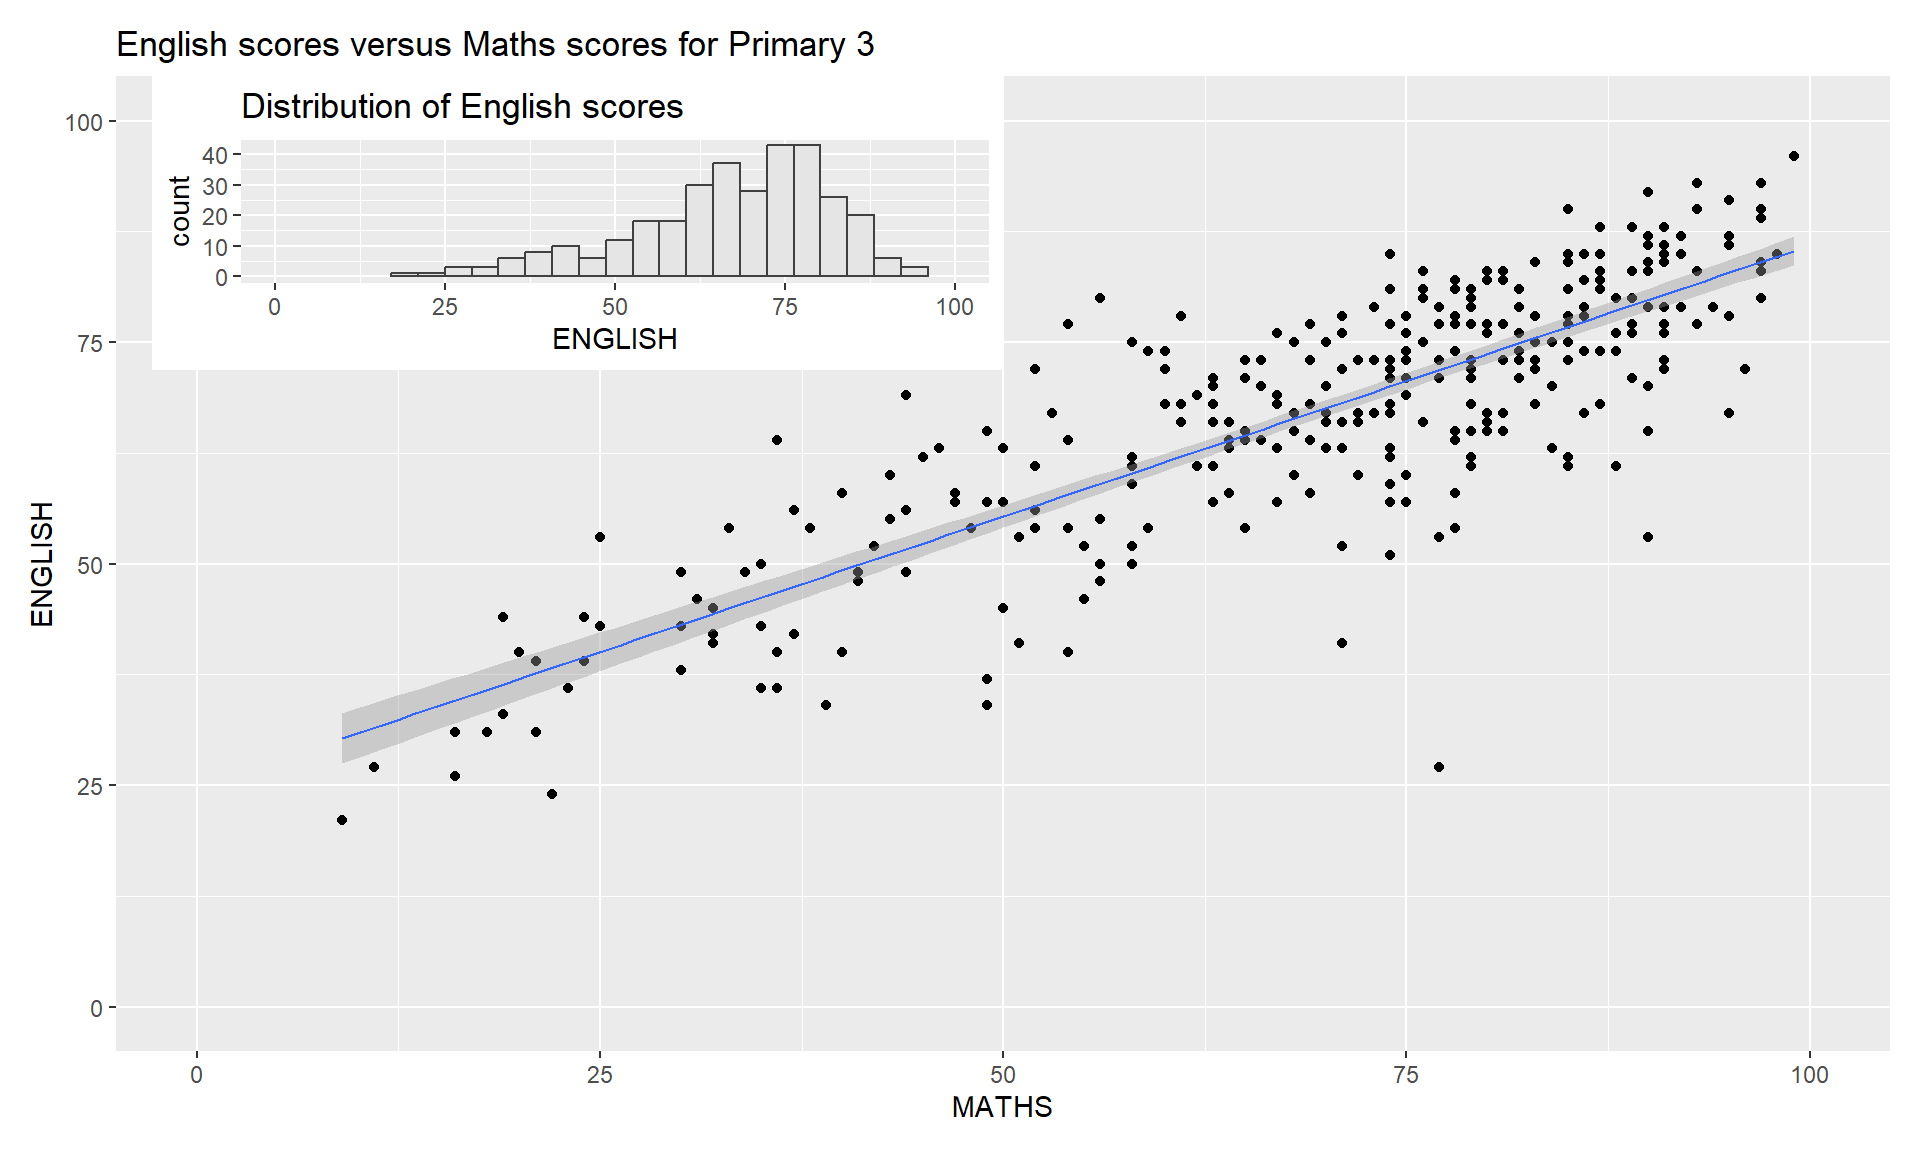 English scores versus Maths scores for Primary 3
Distribution of English scores
count
40
30
20
10
0
0 25 50 75 100
ENGLISH
ENGLISH
100
75
50
25
0
0 25 50 75 100
MATHS